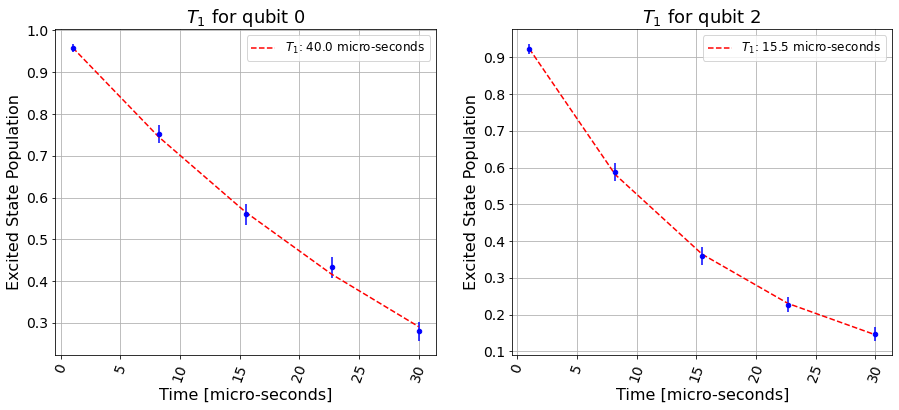 T₁ for qubit 0
Excited State Population
1.0
0.9
0.8
0.7
0.6
0.5
0.4
0.3
T₁: 40.0 micro-seconds
0 5 10 15 20 25 30
Time [micro-seconds]
T₁ for qubit 2
Excited State Population
0.9
0.8
0.7
0.6
0.5
0.4
0.3
0.2
0.1
T₁: 15.5 micro-seconds
0 5 10 15 20 25 30
Time [micro-seconds]